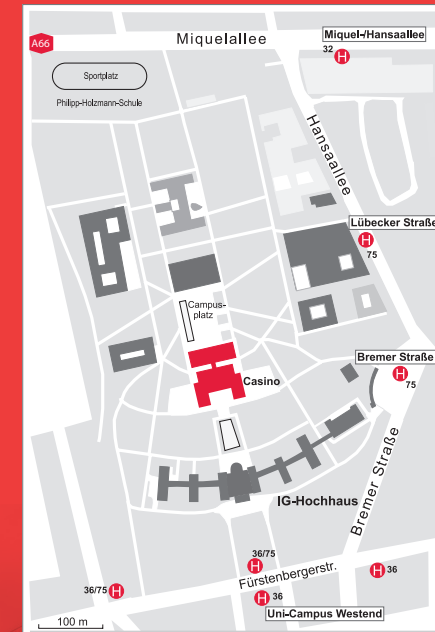 Miquelallee
A66
Miquel-/Hansaallee
32 H
Sportplatz
Philipp-Holzmann-Schule
Hansaallee
Lübecker Straße
H
75
Campus-
platz
Bremer Straße
H
75
Casino
Bremer Straße
IG-Hochhaus
36/75
H
Fürstenbergerstr.
H 36
36/75 H
H 36
Uni-Campus Westend
100 m